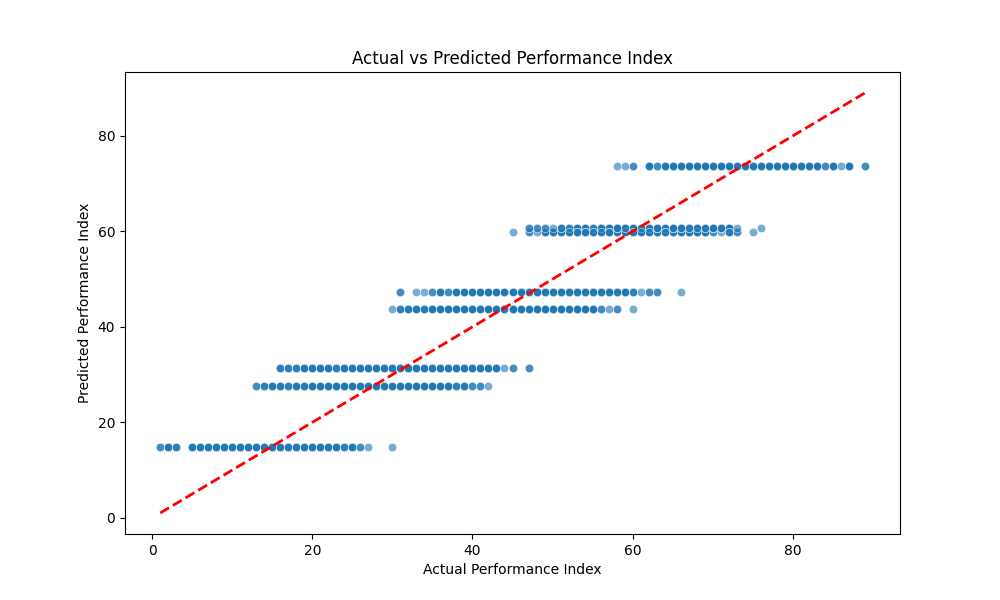 Actual vs Predicted Performance Index
Predicted Performance Index
80
60
40
20
0
0 20 40 60 80
Actual Performance Index